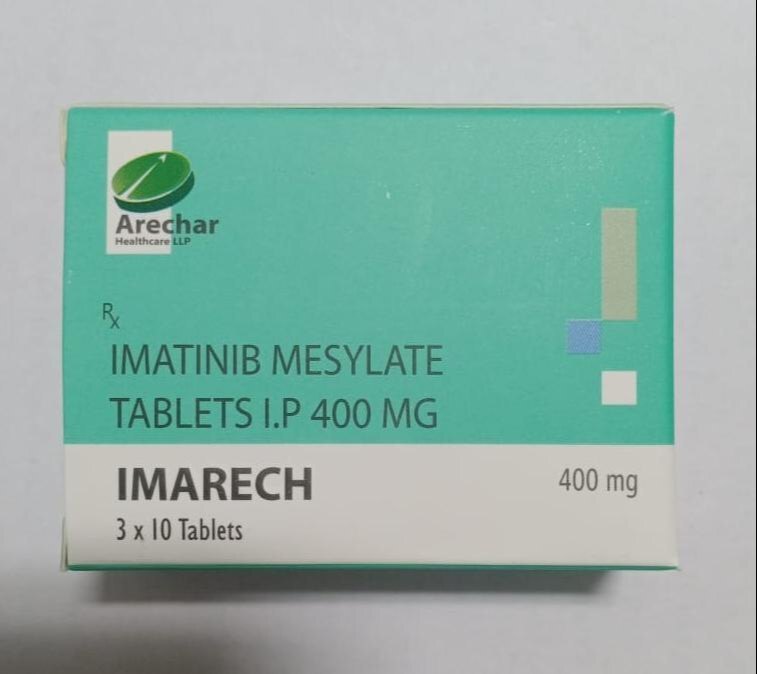 Arechar
Healthcare LLP
Rx
IMATINIB MESYLATE
TABLETS I.P 400 MG
IMARECH
400 mg
3 x 10 Tablets